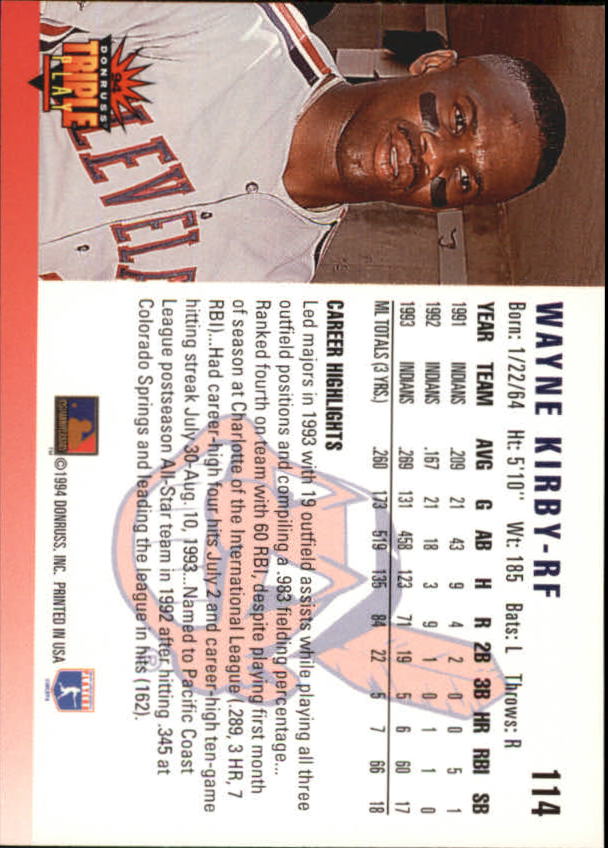 WAYNE KIRBY-RF 114
Born: 1/22/64 Ht: 5'10" Wt: 185 Bats: L Throws: R
YEAR TEAM AVG G AB H R 2B 3B HR RBI SB
1991 INDIANS .209 21 43 9 4 2 0 0 5 1
1992 INDIANS .167 21 18 3 9 1 0 1 1 0
1993 INDIANS .269 131 458 123 71 19 5 6 60 17
ML TOTALS (3 YRS.) .260 173 519 135 84 22 5 7 66 18
CAREER HIGHLIGHTS
Led majors in 1993 with 19 outfield assists while playing all three
outfield positions and compiling a .983 fielding percentage...
Ranked fourth on team with 60 RBI, despite playing first month
of season at Charlotte of the International League (.289, 3 HR, 7
RBI)...Had career-high four hits July 2 and career-high ten-game
hitting streak July 30-Aug. 10, 1993...Named to Pacific Coast
League postseason All-Star team in 1992 after hitting .345 at
Colorado Springs and leading the league in hits (162).
©1994 DONRUSS, INC. PRINTED IN USA
94
DONRUSS
TRIPLE
PLAY
LEVELA